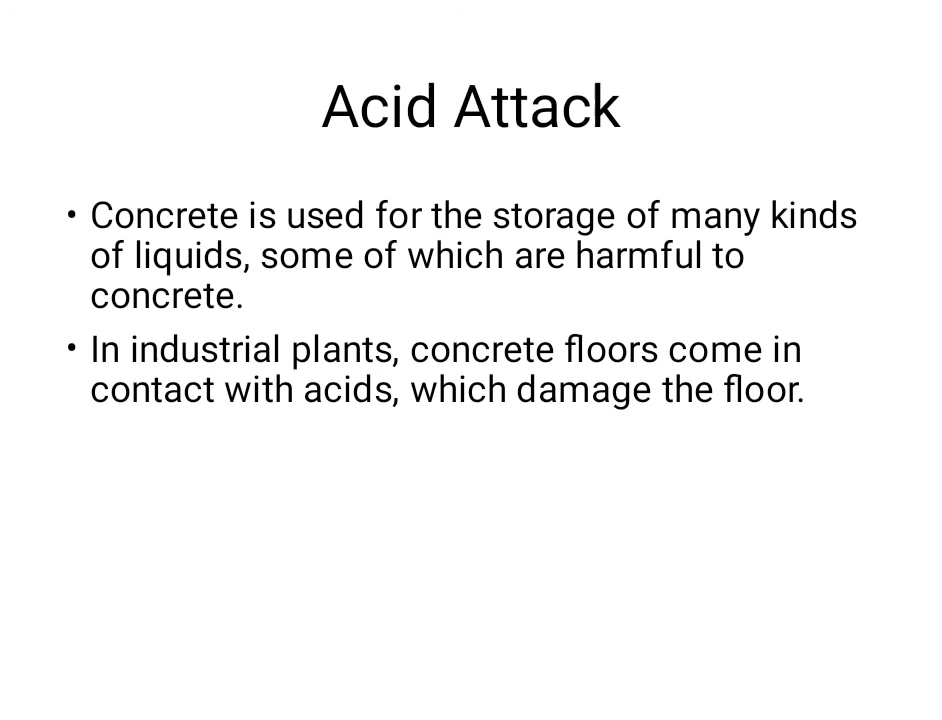 Acid Attack
• Concrete is used for the storage of many kinds
of liquids, some of which are harmful to
concrete.
• In industrial plants, concrete floors come in
contact with acids, which damage the floor.